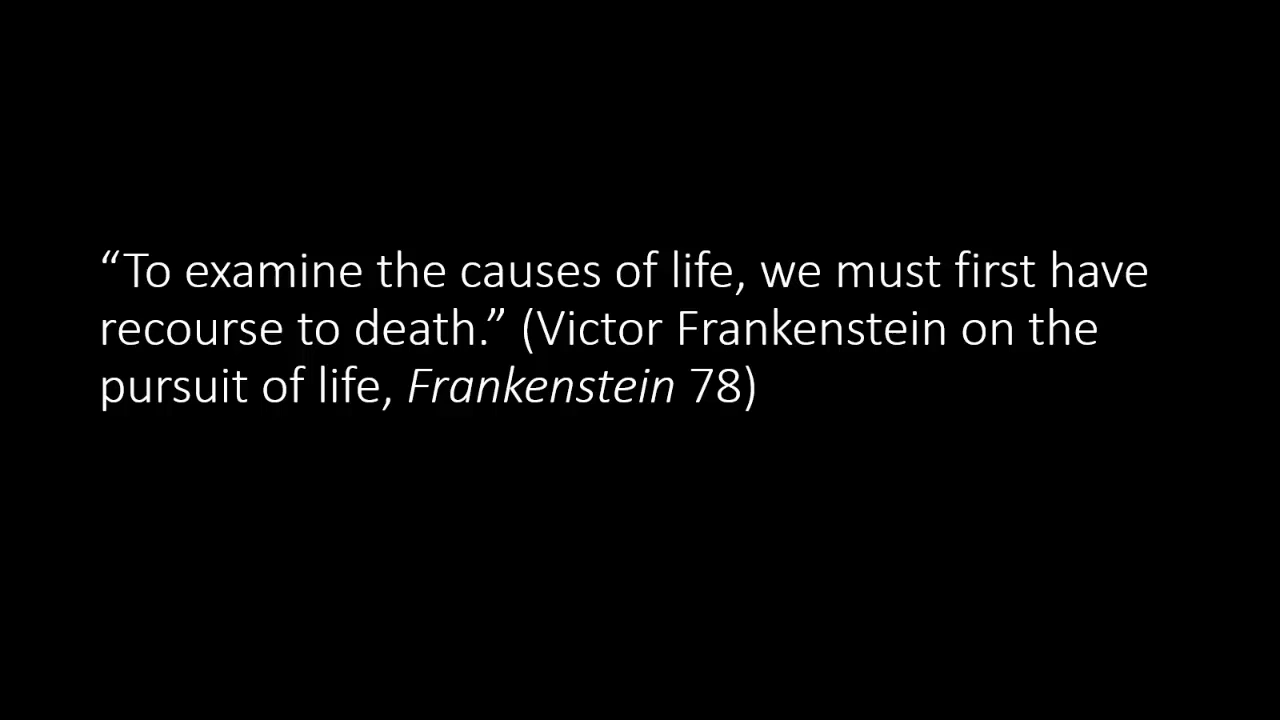 “To examine the causes of life, we must first have
recourse to death.” (Victor Frankenstein on the
pursuit of life, Frankenstein 78)